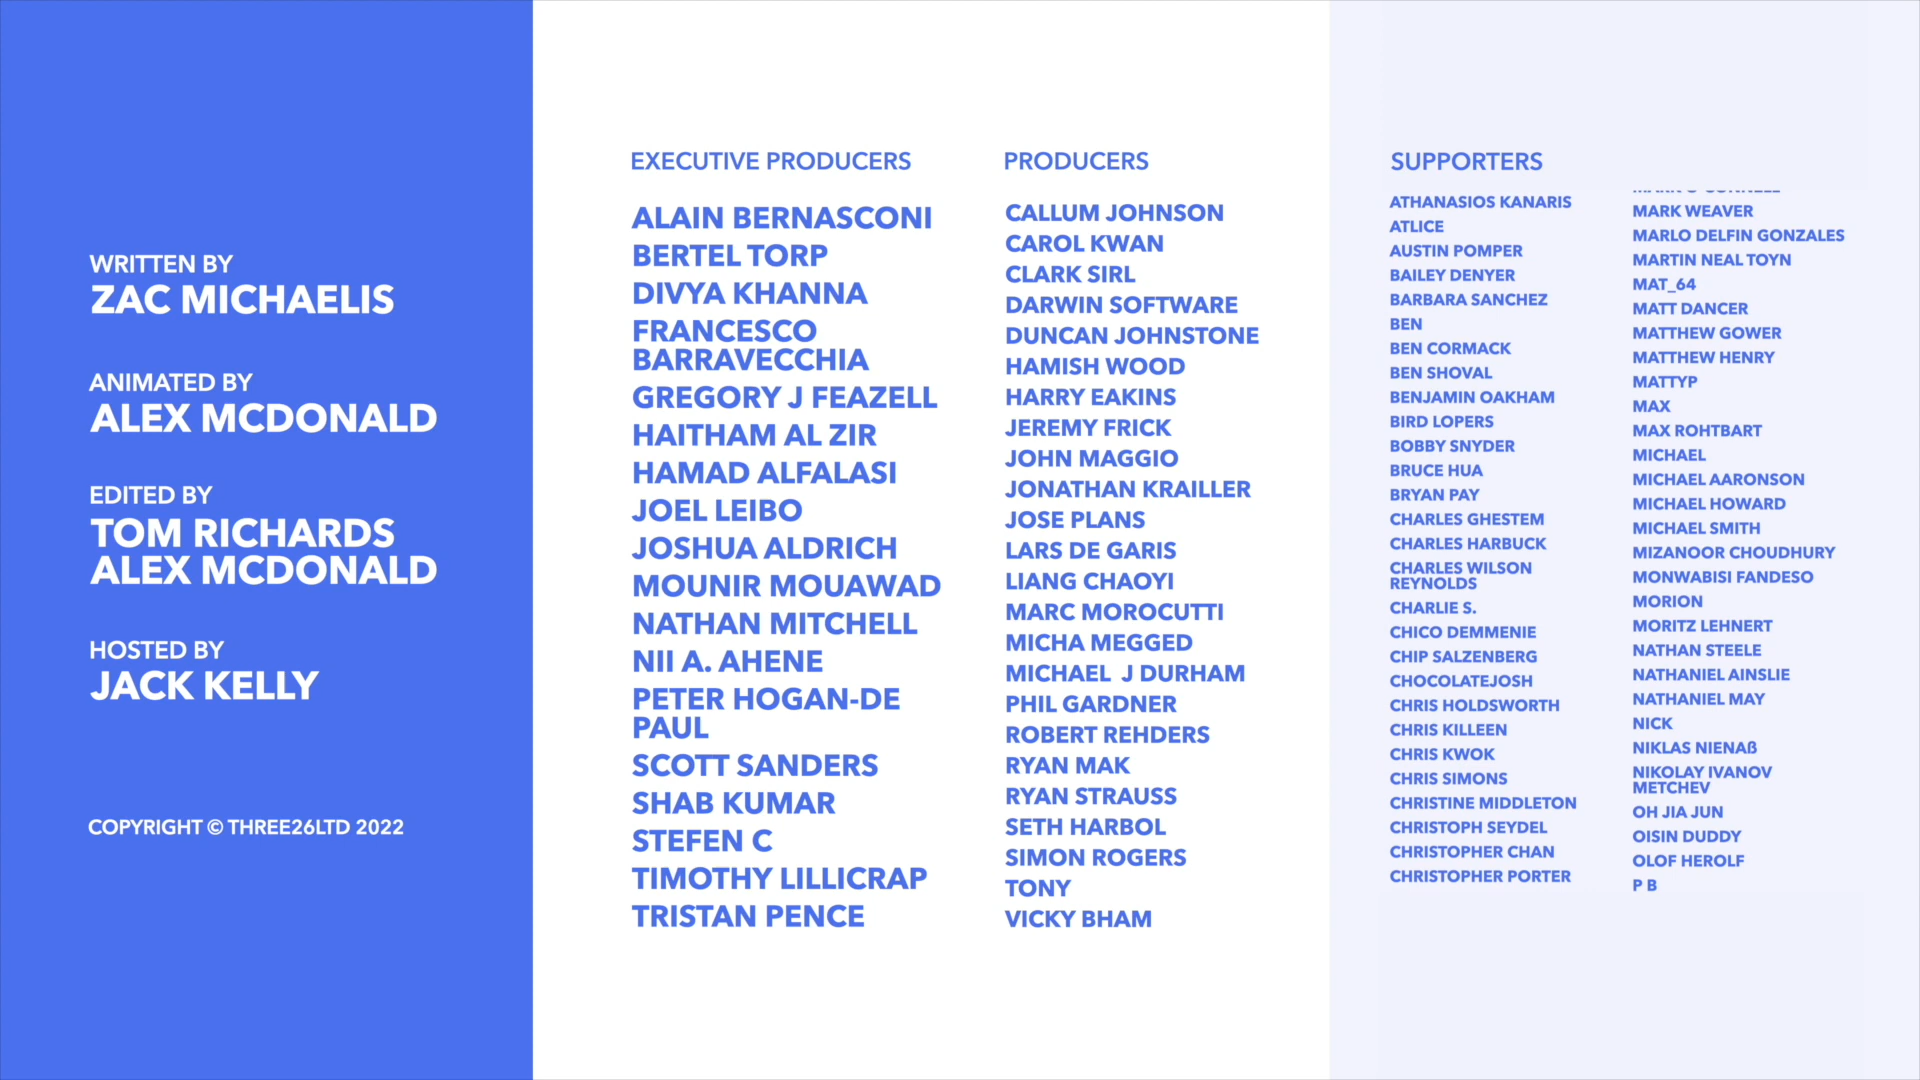 WRITTEN BY
ZAC MICHAELIS
ANIMATED BY
ALEX MCDONALD
EDITED BY
TOM RICHARDS
ALEX MCDONALD
HOSTED BY
JACK KELLY
COPYRIGHT © THREE26LTD 2022
EXECUTIVE PRODUCERS
ALAIN BERNASCONI
BERTEL TORP
DIVYA KHANNA
FRANCESCO
BARRAVECCHIA
GREGORY J FEAZELL
HAITHAM AL ZIR
HAMAD ALFALASI
JOEL LEIBO
JOSHUA ALDRICH
MOUNIR MOUAWAD
NATHAN MITCHELL
NII A. AHENE
PETER HOGAN-DE
PAUL
SCOTT SANDERS
SHAB KUMAR
STEFEN C
TIMOTHY LILLICRAP
TRISTAN PENCE
PRODUCERS
CALLUM JOHNSON
CAROL KWAN
CLARK SIRL
DARWIN SOFTWARE
DUNCAN JOHNSTONE
HAMISH WOOD
HARRY EAKINS
JEREMY FRICK
JOHN MAGGIO
JONATHAN KRAILLER
JOSE PLANS
LARS DE GARIS
LIANG CHAOYI
MARC MOROCUTTI
MICHA MEGGED
MICHAEL  J DURHAM
PHIL GARDNER
ROBERT REHDERS
RYAN MAK
RYAN STRAUSS
SETH HARBOL
SIMON ROGERS
TONY
VICKY BHAM
SUPPORTERS
ATHANASIOS KANARIS
ATLICE
AUSTIN POMPER
BAILEY DENYER
BARBARA SANCHEZ
BEN
BEN CORMACK
BEN SHOVAL
BENJAMIN OAKHAM
BIRD LOPERS
BOBBY SNYDER
BRUCE HUA
BRYAN PAY
CHARLES GHESTEM
CHARLES HARBUCK
CHARLES WILSON
REYNOLDS
CHARLIE S.
CHICO DEMMENIE
CHIP SALZENBERG
CHOCOLATEJOSH
CHRIS HOLDSWORTH
CHRIS KILLEEN
CHRIS KWOK
CHRIS SIMONS
CHRISTINE MIDDLETON
CHRISTOPH SEYDEL
CHRISTOPHER CHAN
CHRISTOPHER PORTER
MARK WEAVER
MARLO DELFIN GONZALES
MARTIN NEAL TOYN
MAT_64
MATT DANCER
MATTHEW GOWER
MATTHEW HENRY
MATTYP
MAX
MAX ROHTBART
MICHAEL
MICHAEL AARONSON
MICHAEL HOWARD
MICHAEL SMITH
MIZANOOR CHOUDHURY
MONWABISI FANDESO
MORION
MORITZ LEHNERT
NATHAN STEELE
NATHANIEL AINSLIE
NATHANIEL MAY
NICK
NIKLAS NIENAß
NIKOLAY IVANOV
METCHEV
OH JIA JUN
OISIN DUDDY
OLOF HEROLF
P B